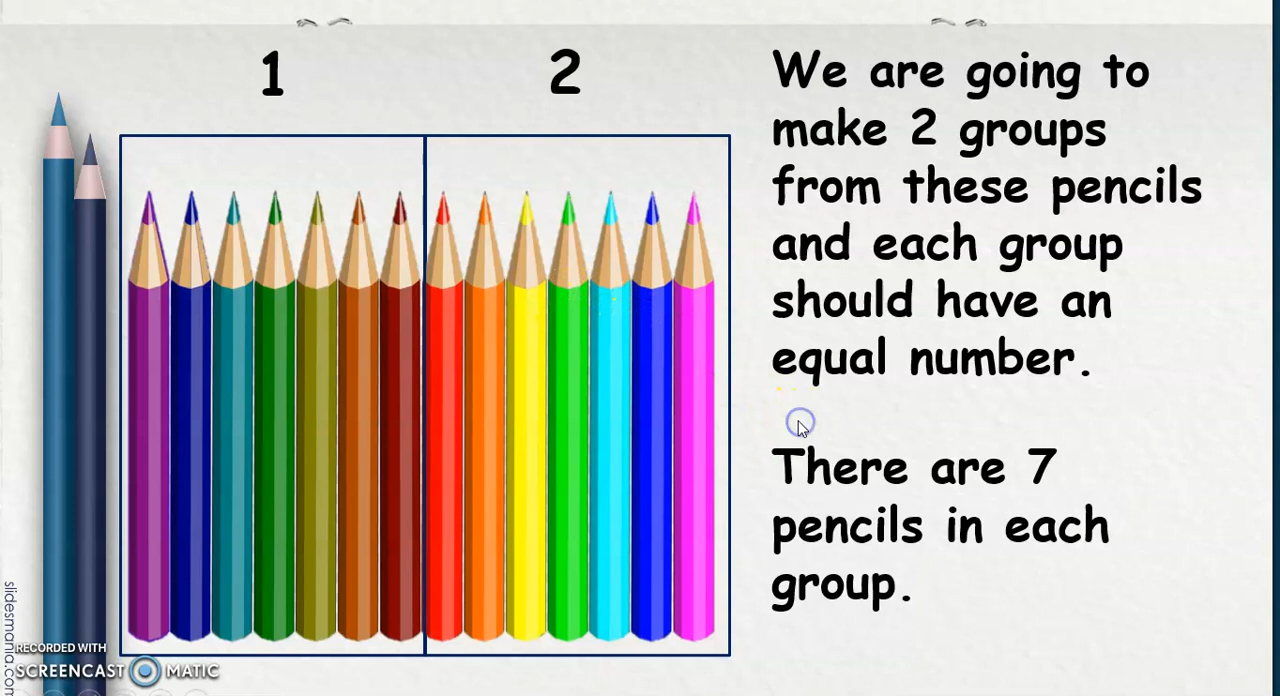 1
2
We are going to
make 2 groups
from these pencils
and each group
should have an
equal number.
There are 7
pencils in each
group.
slidesmania.com
RECORDED WITH
SCREENCAST MATIC